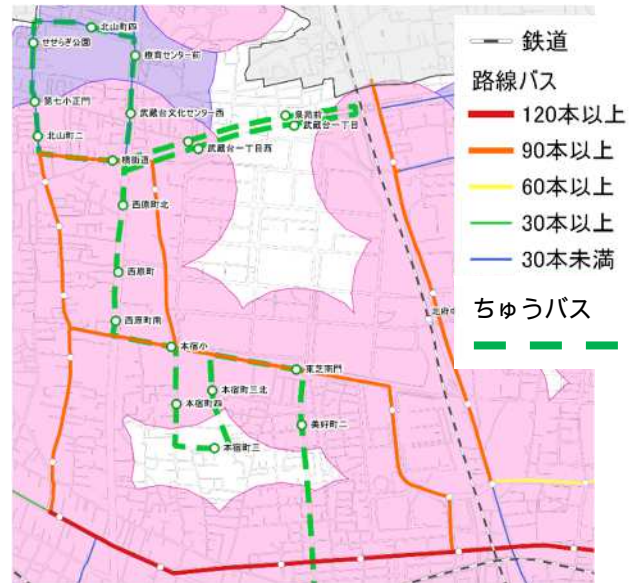 北山町四
せせらぎ公園
療育センター前
第七小正門
武蔵台文化センター西
北山町二
泉苑前
武蔵台一丁目
武蔵台一丁目西
横街道
西原町北
西原町
西原町南
本宿小
東芝南門
本宿町三北
本宿町四
美好町二
本宿町三
鉄道
路線バス
120本以上
90本以上
60本以上
30本以上
30本未満
ちゅうバス